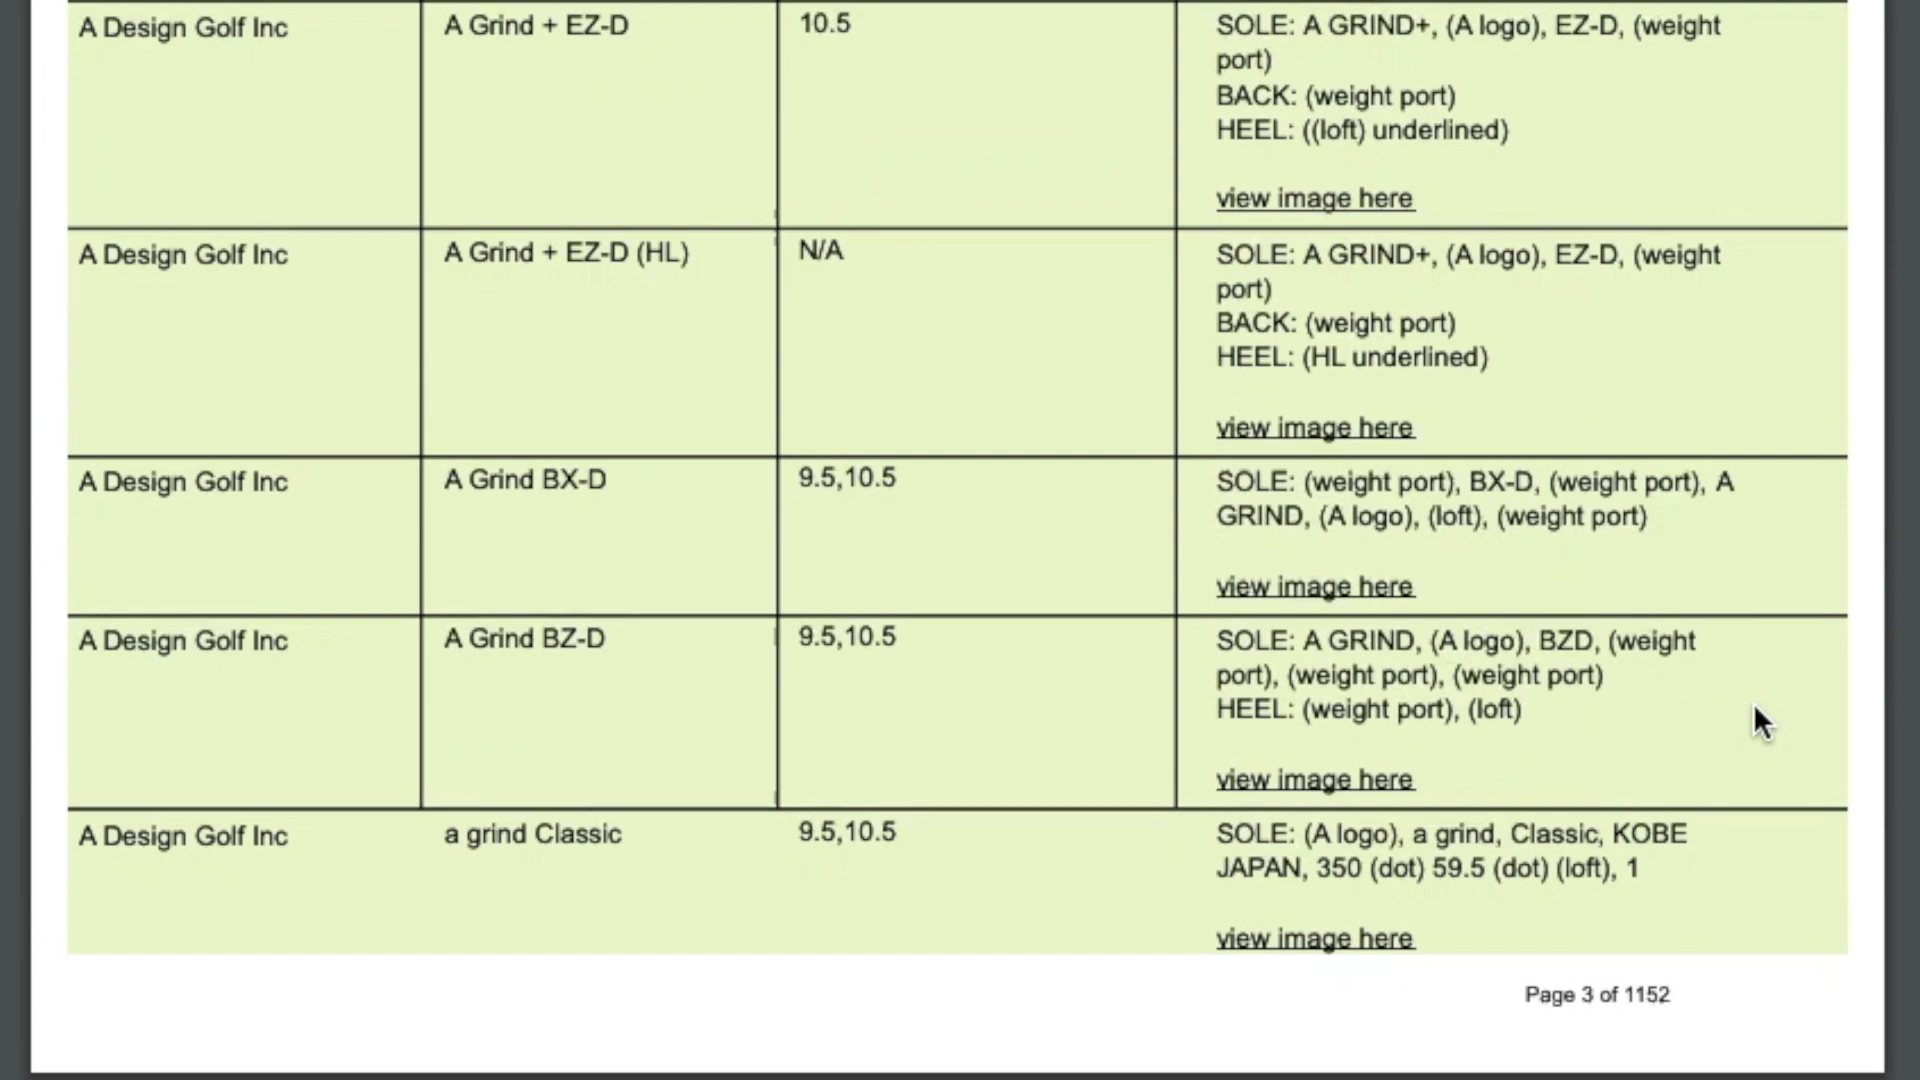 A Design Golf Inc
A Grind + EZ-D
10.5
SOLE: A GRIND+, (A logo), EZ-D, (weight
port)
BACK: (weight port)
HEEL: ((loft) underlined)
view image here
A Design Golf Inc
A Grind + EZ-D (HL)
N/A
SOLE: A GRIND+, (A logo), EZ-D, (weight
port)
BACK: (weight port)
HEEL: (HL underlined)
view image here
A Design Golf Inc
A Grind BX-D
9.5,10.5
SOLE: (weight port), BX-D, (weight port), A
GRIND, (A logo), (loft), (weight port)
view image here
A Design Golf Inc
A Grind BZ-D
9.5,10.5
SOLE: A GRIND, (A logo), BZD, (weight
port), (weight port), (weight port)
HEEL: (weight port), (loft)
view image here
A Design Golf Inc
a grind Classic
9.5,10.5
SOLE: (A logo), a grind, Classic, KOBE
JAPAN, 350 (dot) 59.5 (dot) (loft), 1
view image here
Page 3 of 1152